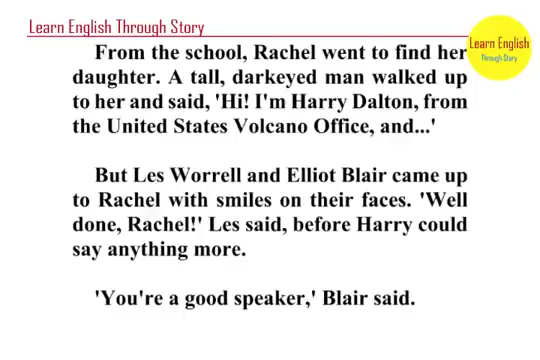 Learn English Through Story
From the school, Rachel went to find her
daughter. A tall, darkeyed man walked up
to her and said, 'Hi! I'm Harry Dalton, from
the United States Volcano Office, and...'
But Les Worrell and Elliot Blair came up
to Rachel with smiles on their faces. 'Well
done, Rachel!' Les said, before Harry could
say anything more.
'You're a good speaker,' Blair said.
Learn English
Through Story